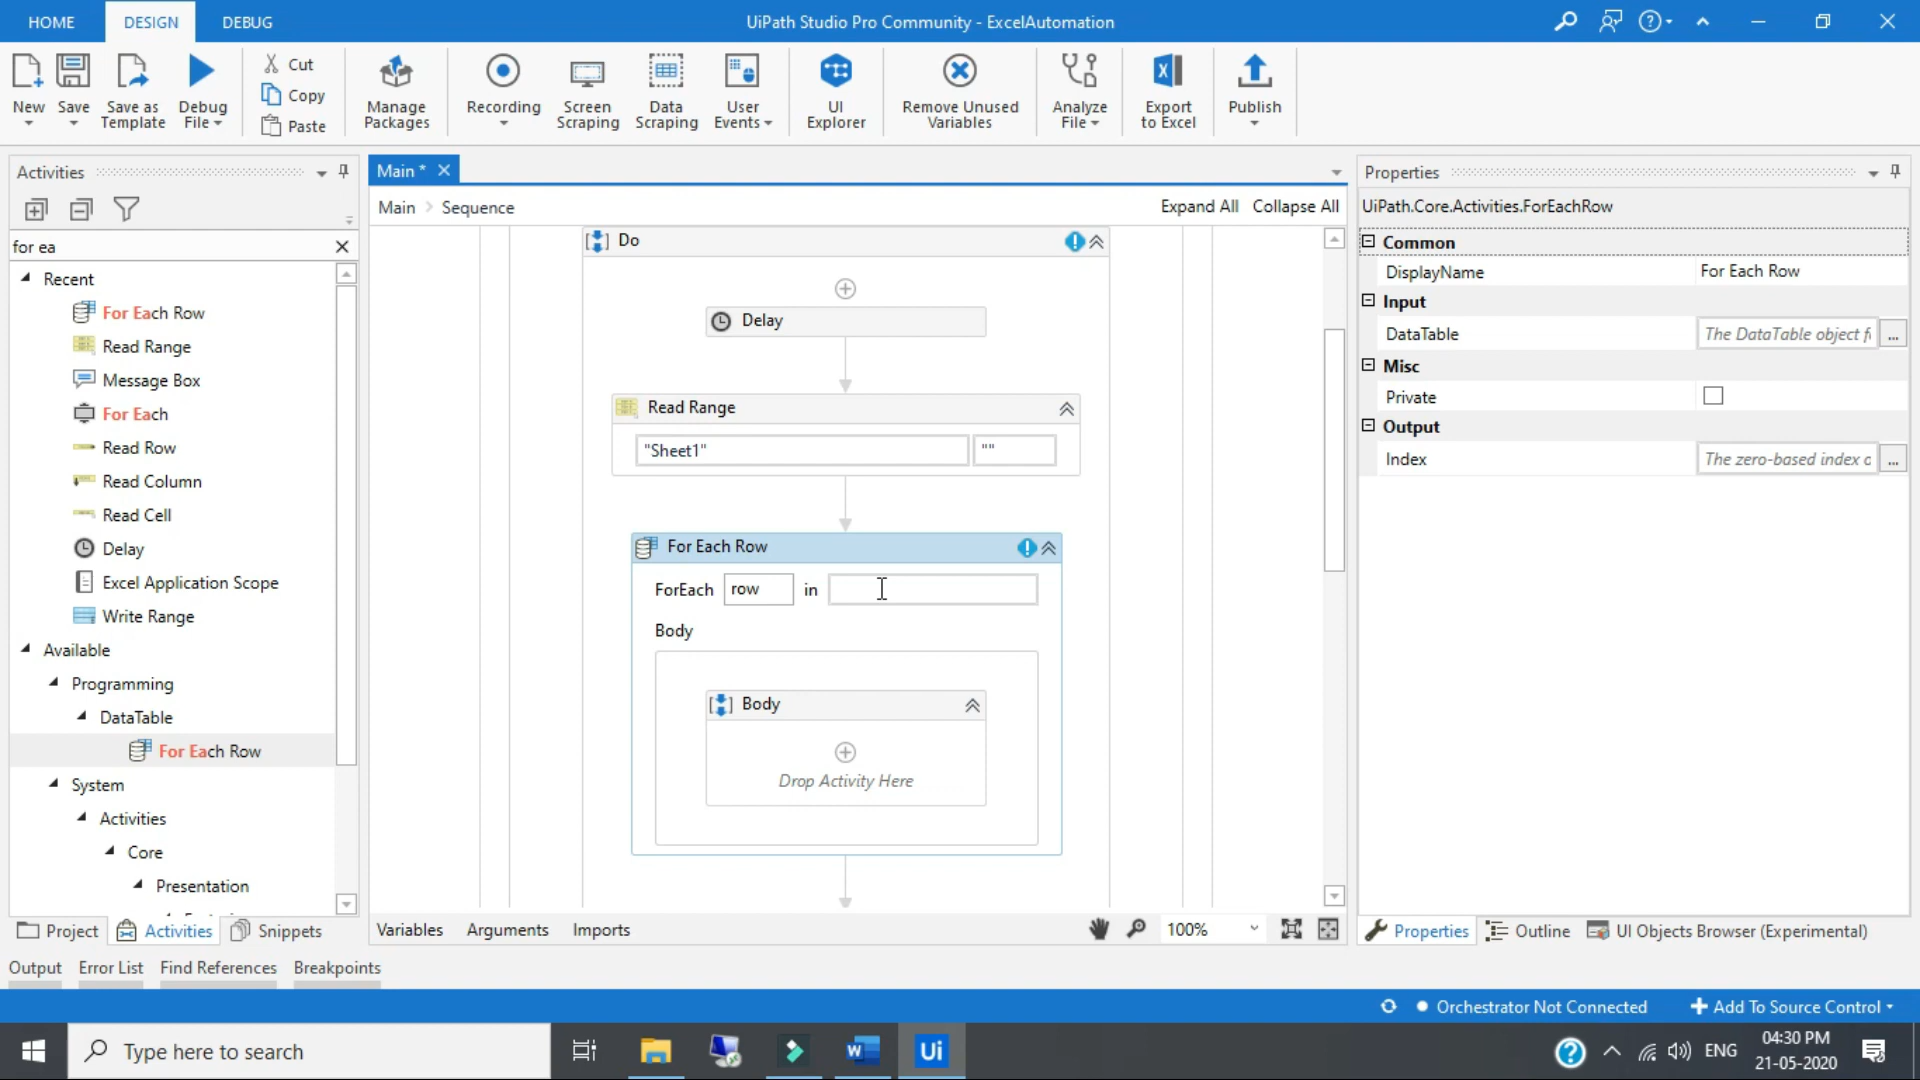 HOME DESIGN DEBUG UiPath Studio Pro Community - ExcelAutomation
New Save Save as Template Debug File
Cut
Copy
Paste
Manage Packages
Recording Screen Scraping Data Scraping User Events
UI Explorer
Remove Unused Variables
Analyze File
Export to Excel
Publish
Activities
for ea
Recent
For Each Row
Read Range
Message Box
For Each
Read Row
Read Column
Read Cell
Delay
Excel Application Scope
Write Range
Available
Programming
DataTable
For Each Row
System
Activities
Core
Presentation
Project Activities Snippets
Main *
Main > Sequence Expand All Collapse All
Do
Delay
Read Range
"Sheet1" ""
For Each Row
ForEach row in
Body
Body
Drop Activity Here
Variables Arguments Imports 100%
Properties
UiPath.Core.Activities.ForEachRow
Common
DisplayName For Each Row
Input
DataTable The DataTable object f ...
Misc
Private
Output
Index The zero-based index o ...
Properties Outline UI Objects Browser (Experimental)
Output Error List Find References Breakpoints
Orchestrator Not Connected Add To Source Control
Type here to search
W Ui
ENG
04:30 PM
21-05-2020